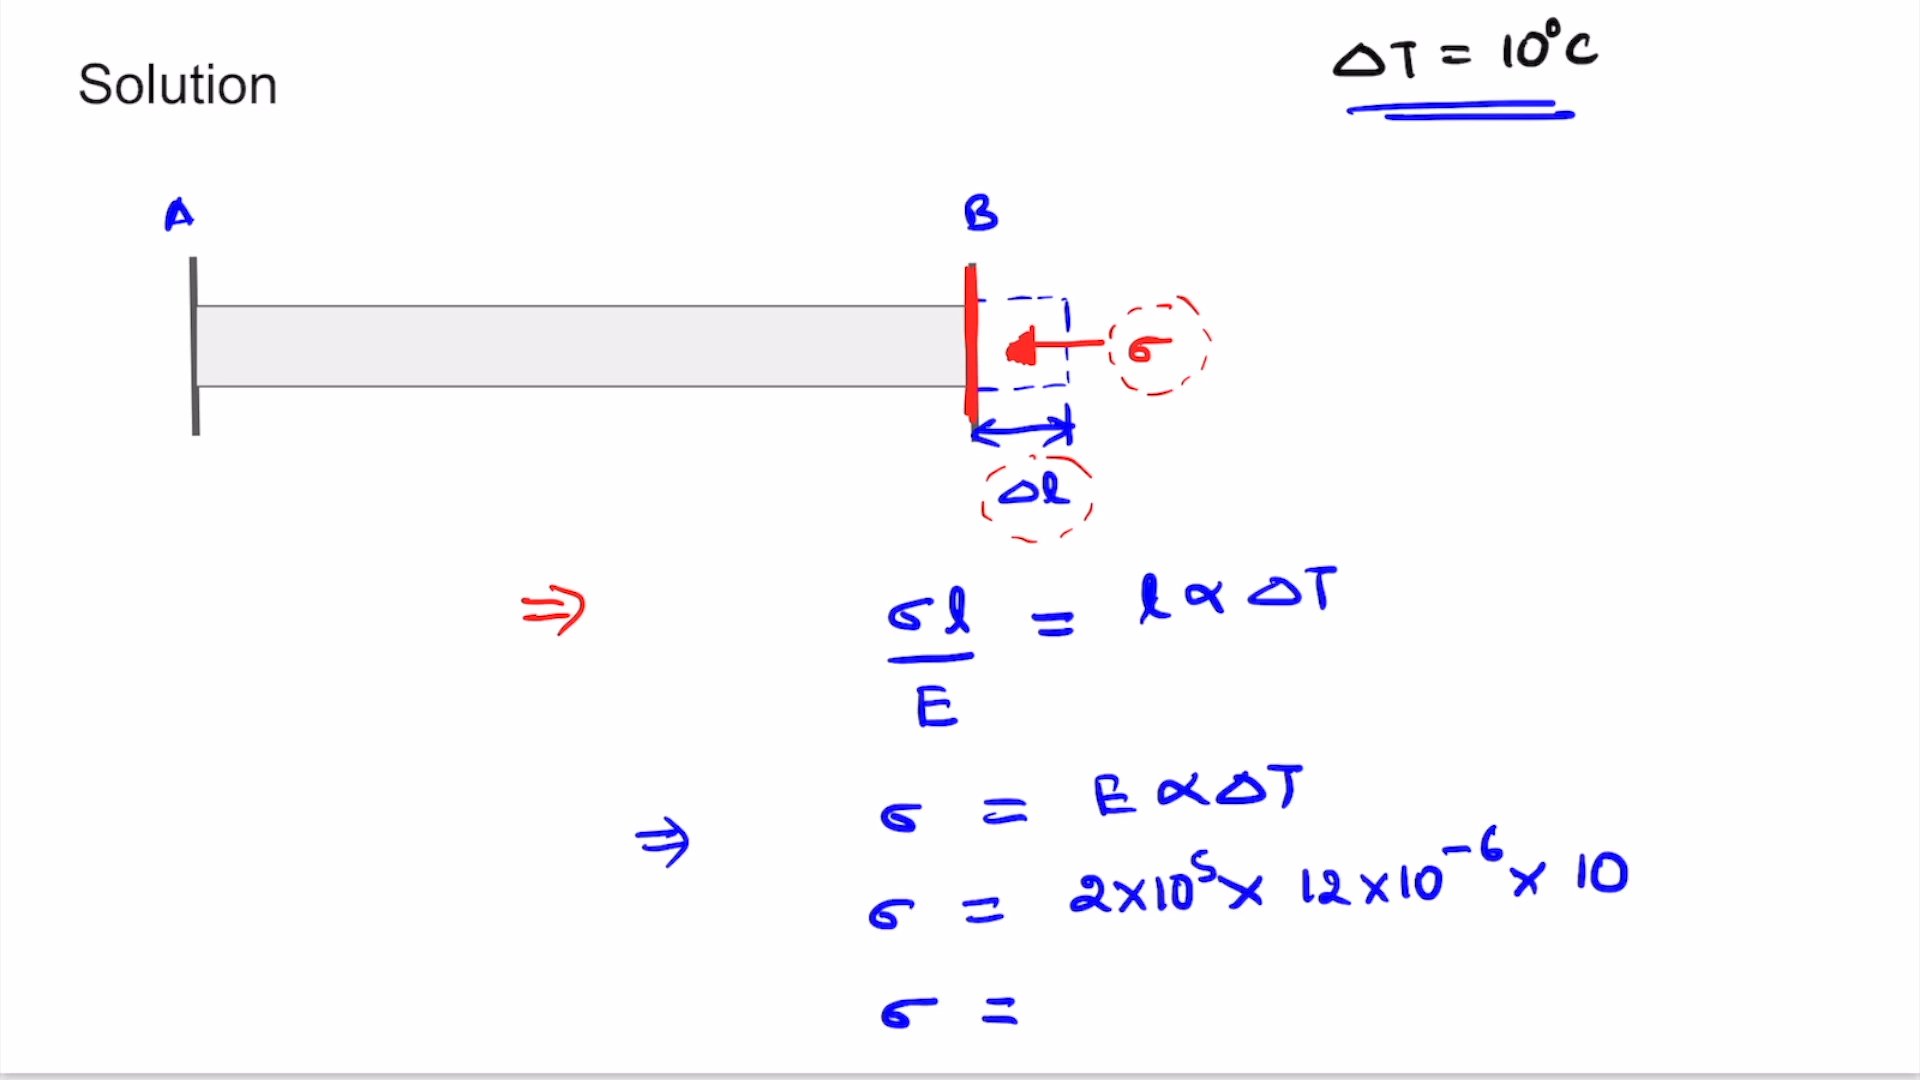 ΔT = 10°C
Solution
A
B
σ
Δl
⇒ σl/E = lαΔT
⇒ σ = EαΔT
σ = 2×10⁵× 12×10⁻⁶× 10
σ =